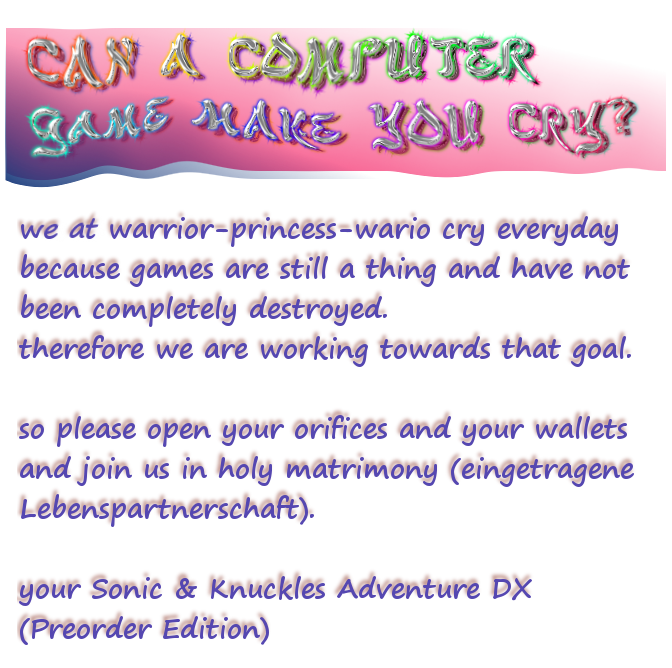 CAN A COMPUTER
GAME MAKE YOU CRY?
we at warrior-princess-wario cry everyday
because games are still a thing and have not
been completely destroyed.
therefore we are working towards that goal.
so please open your orifices and your wallets
and join us in holy matrimony (eingetragene
Lebenspartnerschaft).
your Sonic & Knuckles Adventure DX
(Preorder Edition)